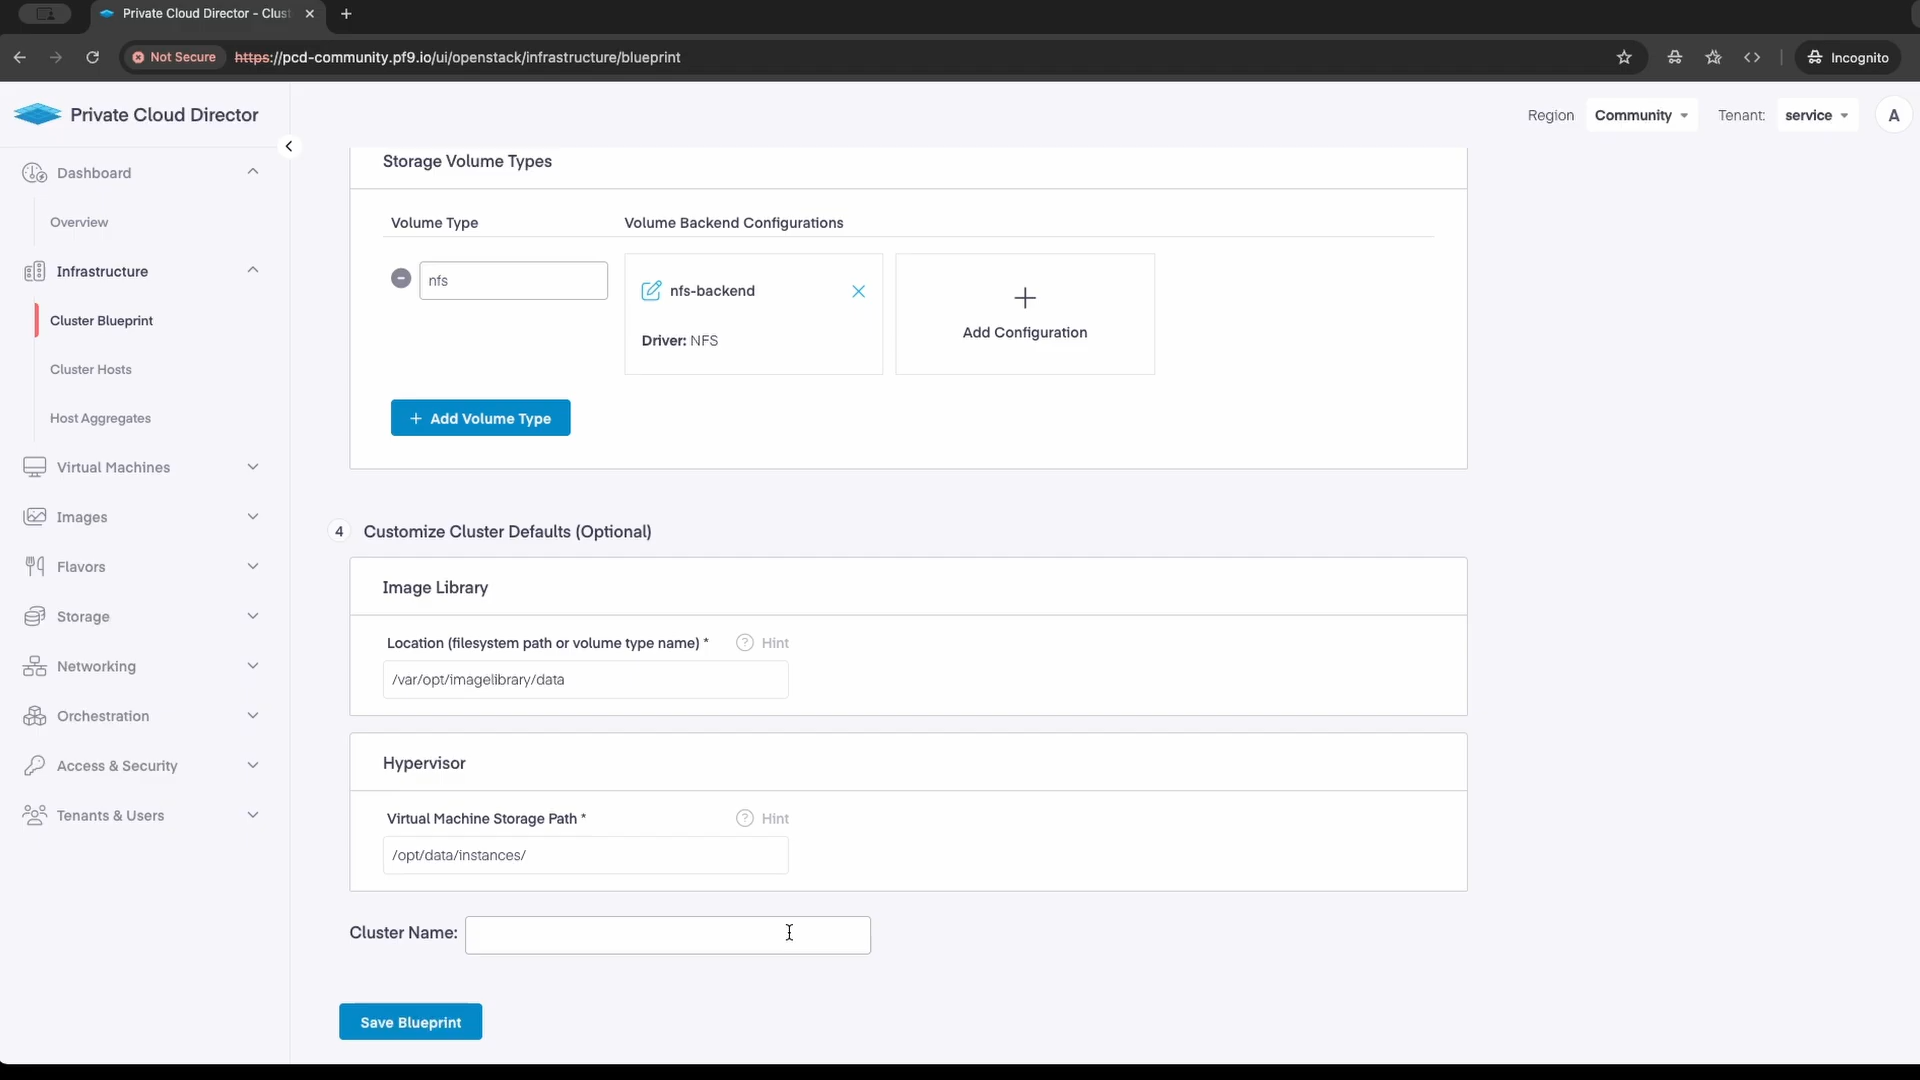 Private Cloud Director - Clust
Not Secure https://pcd-community.pf9.io/ui/openstack/infrastructure/blueprint Incognito
Private Cloud Director
Region Community Tenant: service A
Dashboard
Overview
Infrastructure
Cluster Blueprint
Cluster Hosts
Host Aggregates
Virtual Machines
Images
Flavors
Storage
Networking
Orchestration
Access & Security
Tenants & Users
Storage Volume Types
Volume Type Volume Backend Configurations
nfs
nfs-backend
Driver: NFS
Add Configuration
+ Add Volume Type
4 Customize Cluster Defaults (Optional)
Image Library
Location (filesystem path or volume type name) * ? Hint
/var/opt/imagelibrary/data
Hypervisor
Virtual Machine Storage Path * ? Hint
/opt/data/instances/
Cluster Name:
Save Blueprint